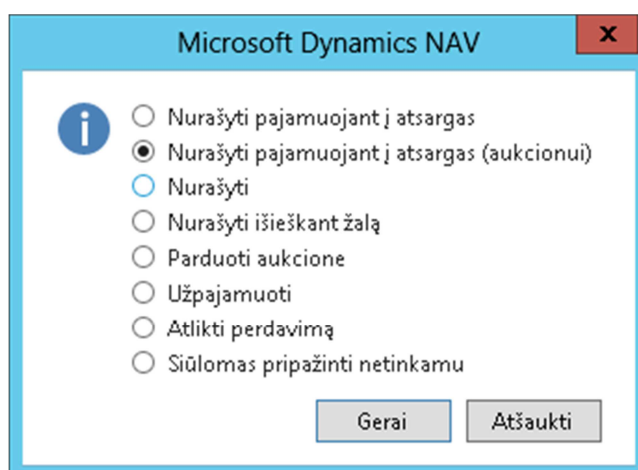 Microsoft Dynamics NAV
x
Nurašyti pajamuojant į atsargas
Nurašyti pajamuojant į atsargas (aukcionui)
Nurašyti
Nurašyti išieškant žalą
Parduoti aukcione
Užpajamuoti
Atlikti perdavimą
Siūlomas pripažinti netinkamu
Gerai Atšaukti